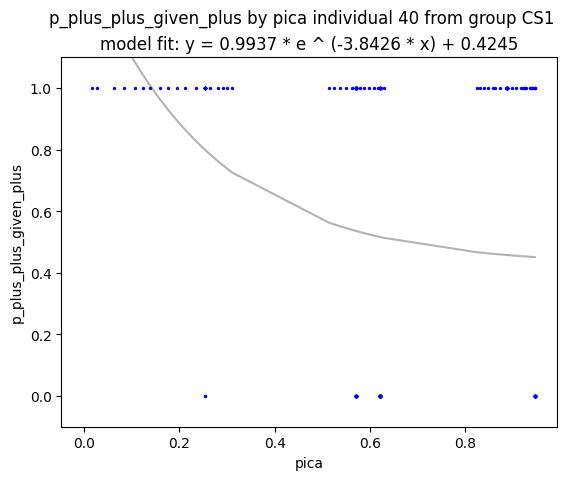 p_plus_plus_given_plus by pica individual 40 from group CS1
model fit: y = 0.9937 * e ^ (-3.8426 * x) + 0.4245
1.0
0.8
0.6
0.4
0.2
0.0
p_plus_plus_given_plus
0.0 0.2 0.4 0.6 0.8
pica